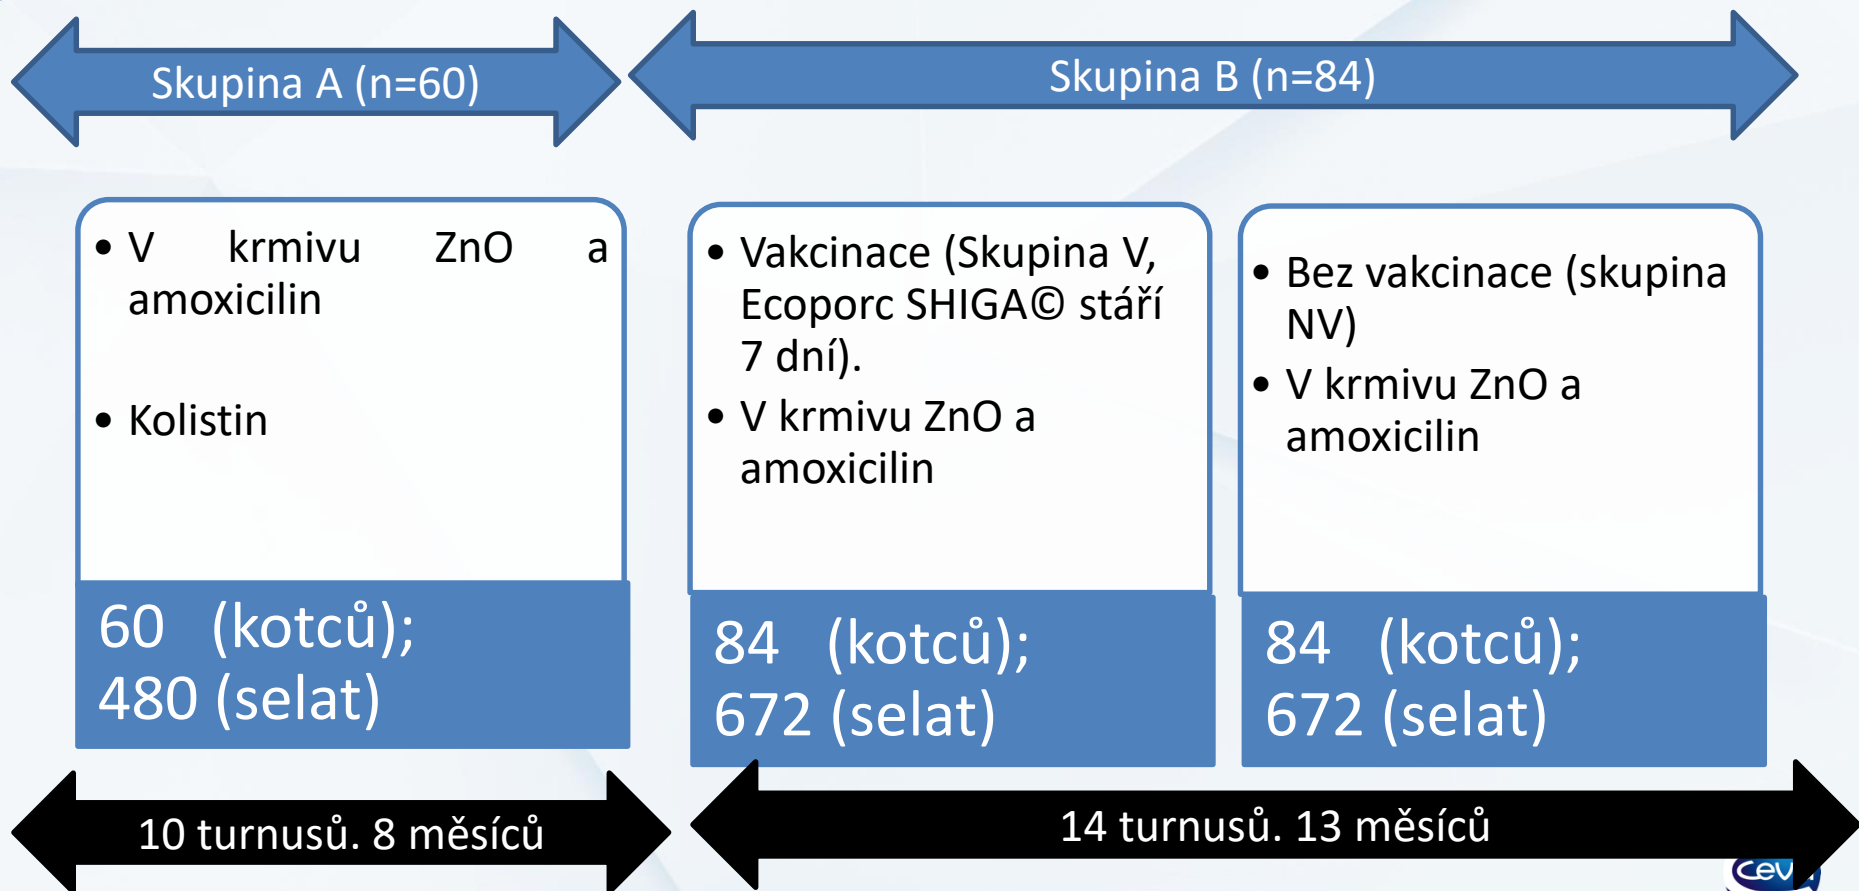 Skupina A (n=60)
Skupina B (n=84)
• V krmivu ZnO a
amoxicilin
• Kolistin
60 (kotců);
480 (selat)
• Vakcinace (Skupina V,
Ecoporc SHIGA© stáří
7 dní).
• V krmivu ZnO a
amoxicilin
84 (kotců);
672 (selat)
• Bez vakcinace (skupina
NV)
• V krmivu ZnO a
amoxicilin
84 (kotců);
672 (selat)
10 turnusů. 8 měsíců
14 turnusů. 13 měsíců